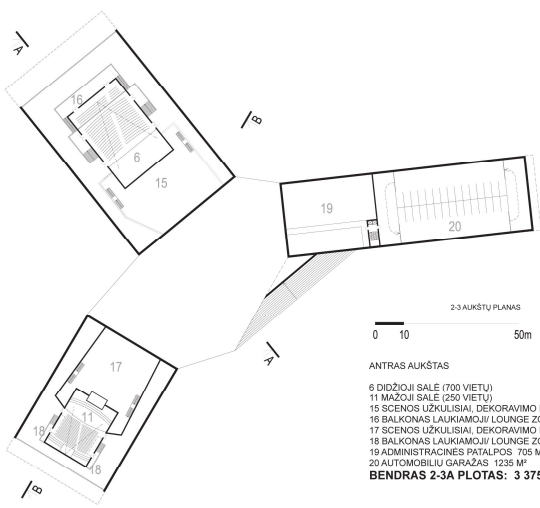 A
16
B
6
15
19
20
2-3 AUKŠTŲ PLANAS
0 10 50m
17
A
ANTRAS AUKŠTAS
11
6 DIDŽIOJI SALĖ (700 VIETŲ)
11 MAŽOJI SALĖ (250 VIETŲ)
15 SCENOS UŽKULISIAI, DEKORAVIMO
16 BALKONAS LAUKIAMOJI/ LOUNGE
17 SCENOS UŽKULISIAI, DEKORAVIMO
18 BALKONAS LAUKIAMOJI/ LOUNGE
19 ADMINISTRACINĖS PATALPOS 705
20 AUTOMOBILIŲ GARAŽAS 1235 M²
BENDRAS 2-3A PLOTAS: 3 375
18
18
B